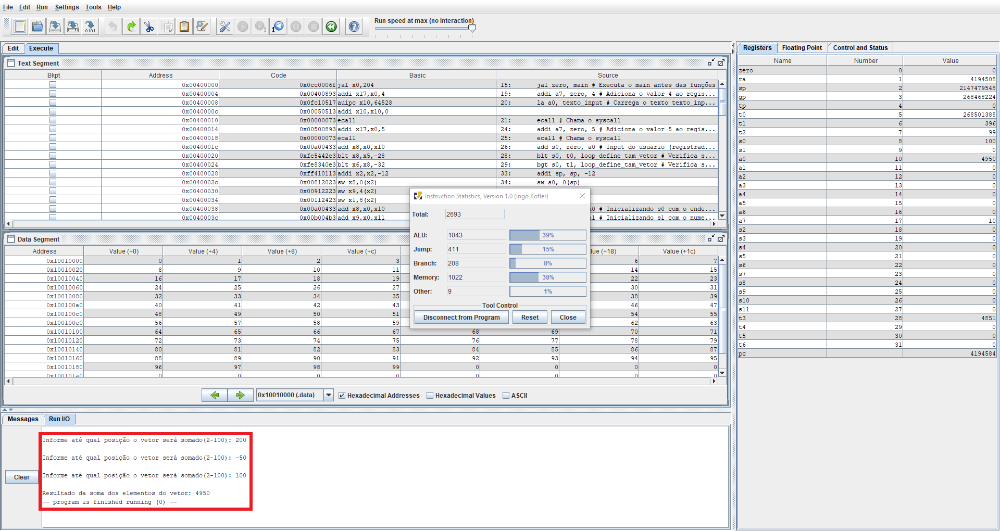 File Edit Run Settings Tools Help
Run speed at max (no interaction)
Edit Execute
Text Segment
Bkpt Address Code Basic Source
0x00400000 0x0cc0006f jal x0,204 15: jal zero, main # Executa o main antes das funções
0x00400004 0x00400893 addi x17,x0,4 19: addi a7, zero, 4 # Adiciona o valor 4 ao regis...
0x00400008 0x0fc10517 auipc x10,64528 20: la a0, texto_input # Carrega o texto texto_inp...
0x0040000c 0x00050513 addi x10,x10,0
0x00400010 0x00000073 ecall 21: ecall # Chama o syscall
0x00400014 0x00500893 addi x17,x0,5 24: addi a7, zero, 5 # Adiciona o valor 5 ao regis...
0x00400018 0x00000073 ecall 25: ecall # Chama o syscall
0x0040001c 0x00a00433 add x8,x0,x10 26: add s0, zero, a0 # Input do usuario (registrad...
0x00400020 0xfe5442e3 blt x8,x5,-28 28: blt s0, t0, loop_define_tam_vetor # Verifica s...
0x00400024 0xfe8340e3 blt x6,x8,-32 29: bgt s0, t1, loop_define_tam_vetor # Verifica s...
0x00400028 0xff410113 addi x2,x2,-12 33: addi sp, sp, -12
0x0040002c 0x00812023 sw x8,0(x2) 34: sw s0, 0(sp)
0x00400030 0x00912223 sw x9,4(x2)
0x00400034 0x00112423 sw x1,8(x2)
0x00400038 0x00a00433 add x8,x0,x10 a0 # Inicializando s0 com o ende...
0x0040003c 0x00b004b3 add x9,x0,x11 a1 # Inicializando s1 com o nume...
Instruction Statistics, Version 1.0 (Ingo Kofler)
Total: 2693
ALU: 1043 39%
Jump: 411 15%
Branch: 208 8%
Memory: 1022 38%
Other: 9 1%
Tool Control
Disconnect from Program Reset Close
Data Segment
Address Value (+0) Value (+4) Value (+8) Value (+c) lue (+18) Value (+1c)
0x10010000 0 1 2 3 6 7
0x10010020 8 9 10 11 14 15
0x10010040 16 17 18 19 22 23
0x10010060 24 25 26 27 30 31
0x10010080 32 33 34 35 38 39
0x100100a0 40 41 42 43 46 47
0x100100c0 48 49 50 51 54 55
0x100100e0 56 57 58 59 62 63
0x10010100 64 65 66 67 68 69 70 71
0x10010120 72 73 74 75 76 77 78 79
0x10010140 80 81 82 83 84 85 86 87
0x10010160 88 89 90 91 92 93 94 95
0x10010180 96 97 98 99 0 0 0 0
0x100101a0 0 0 0 0 0 0 0 0
0x10010000 (.data) Hexadecimal Addresses Hexadecimal Values ASCII
Messages Run I/O
Clear
Informe até qual posição o vetor será somado(2-100): 200
Informe até qual posição o vetor será somado(2-100): -50
Informe até qual posição o vetor será somado(2-100): 100
Resultado da soma dos elementos do vetor: 4950
-- program is finished running (0) --
Registers Floating Point Control and Status
Name Number Value
zero 0 0
ra 1 4194508
sp 2 2147479548
gp 3 268468224
tp 4 0
t0 5 268501388
t1 6 396
t2 7 99
s0 8 100
s1 9 0
a0 10 4950
a1 11 0
a2 12 0
a3 13 0
a4 14 0
a5 15 0
a6 16 0
a7 17 10
s2 18 0
s3 19 0
s4 20 0
s5 21 0
s6 22 0
s7 23 0
s8 24 0
s9 25 0
s10 26 0
s11 27 0
t3 28 4851
t4 29 0
t5 30 0
t6 31 0
pc 4194584